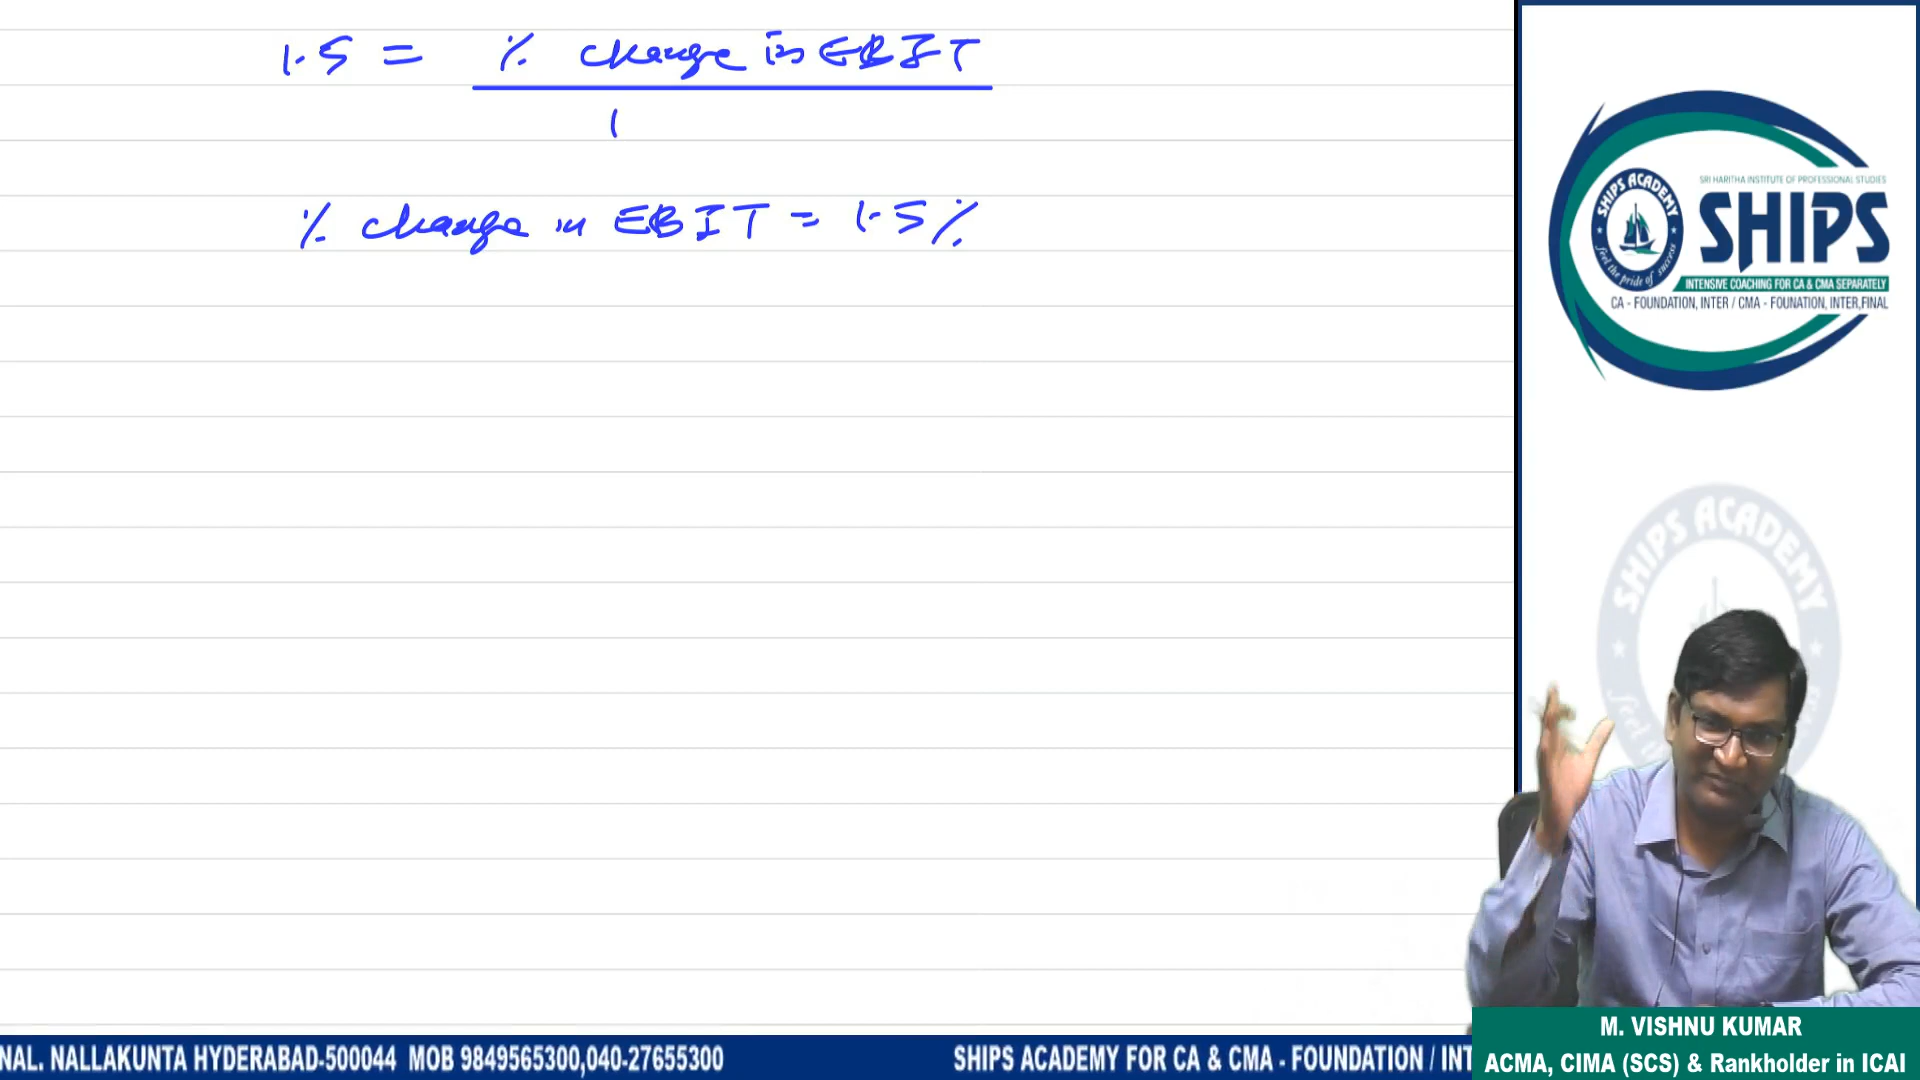 1.5 = % change in EBIT
1
% change in EBIT = 1.5%
SRI HARITHA INSTITUTE OF PROFESSIONAL STUDIES
SHIPS ACADEMY
feel the pride of success
SHIPS
INTENSIVE COACHING FOR CA & CMA SEPARATELY
CA - FOUNDATION, INTER / CMA - FOUNATION, INTER,FINAL
SHIPS ACADEMY
M. VISHNU KUMAR
ACMA, CIMA (SCS) & Rankholder in ICAI
NAL. NALLAKUNTA HYDERABAD-500044 MOB 9849565300,040-27655300
SHIPS ACADEMY FOR CA & CMA - FOUNDATION / INT